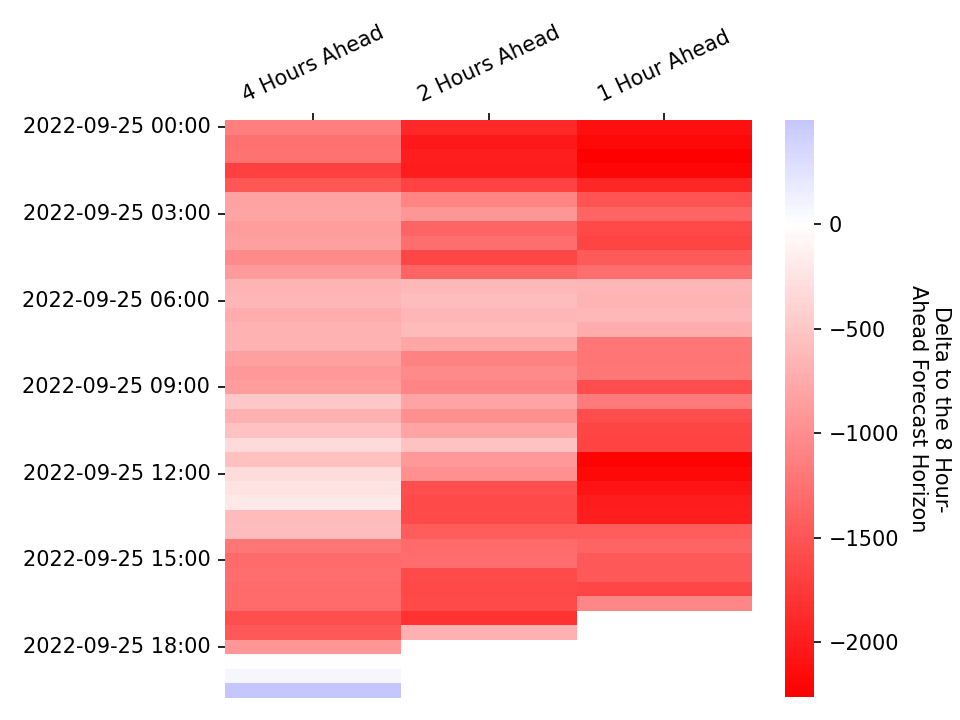 4 Hours Ahead
2 Hours Ahead
1 Hour Ahead
2022-09-25 00:00
2022-09-25 03:00
2022-09-25 06:00
2022-09-25 09:00
2022-09-25 12:00
2022-09-25 15:00
2022-09-25 18:00
0
−500
−1000
−1500
−2000
Delta to the 8 Hour-
Ahead Forecast Horizon